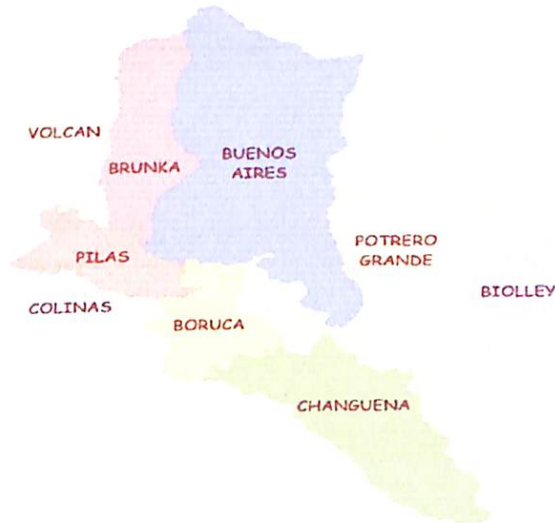 VOLCAN
BRUNKA
BUENOS
AIRES
PILAS
POTRERO
GRANDE
COLINAS
BIOLLEY
BORUCA
CHANGUENA